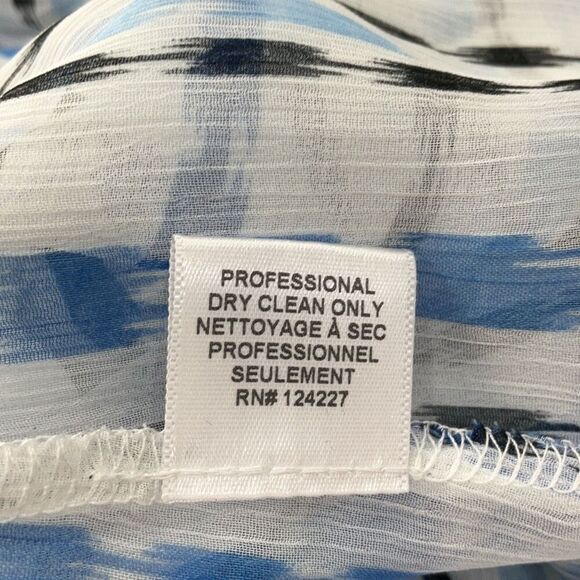 PROFESSIONAL
DRY CLEAN ONLY
NETTOYAGE À SEC
PROFESSIONNEL
SEULEMENT
RN# 124227